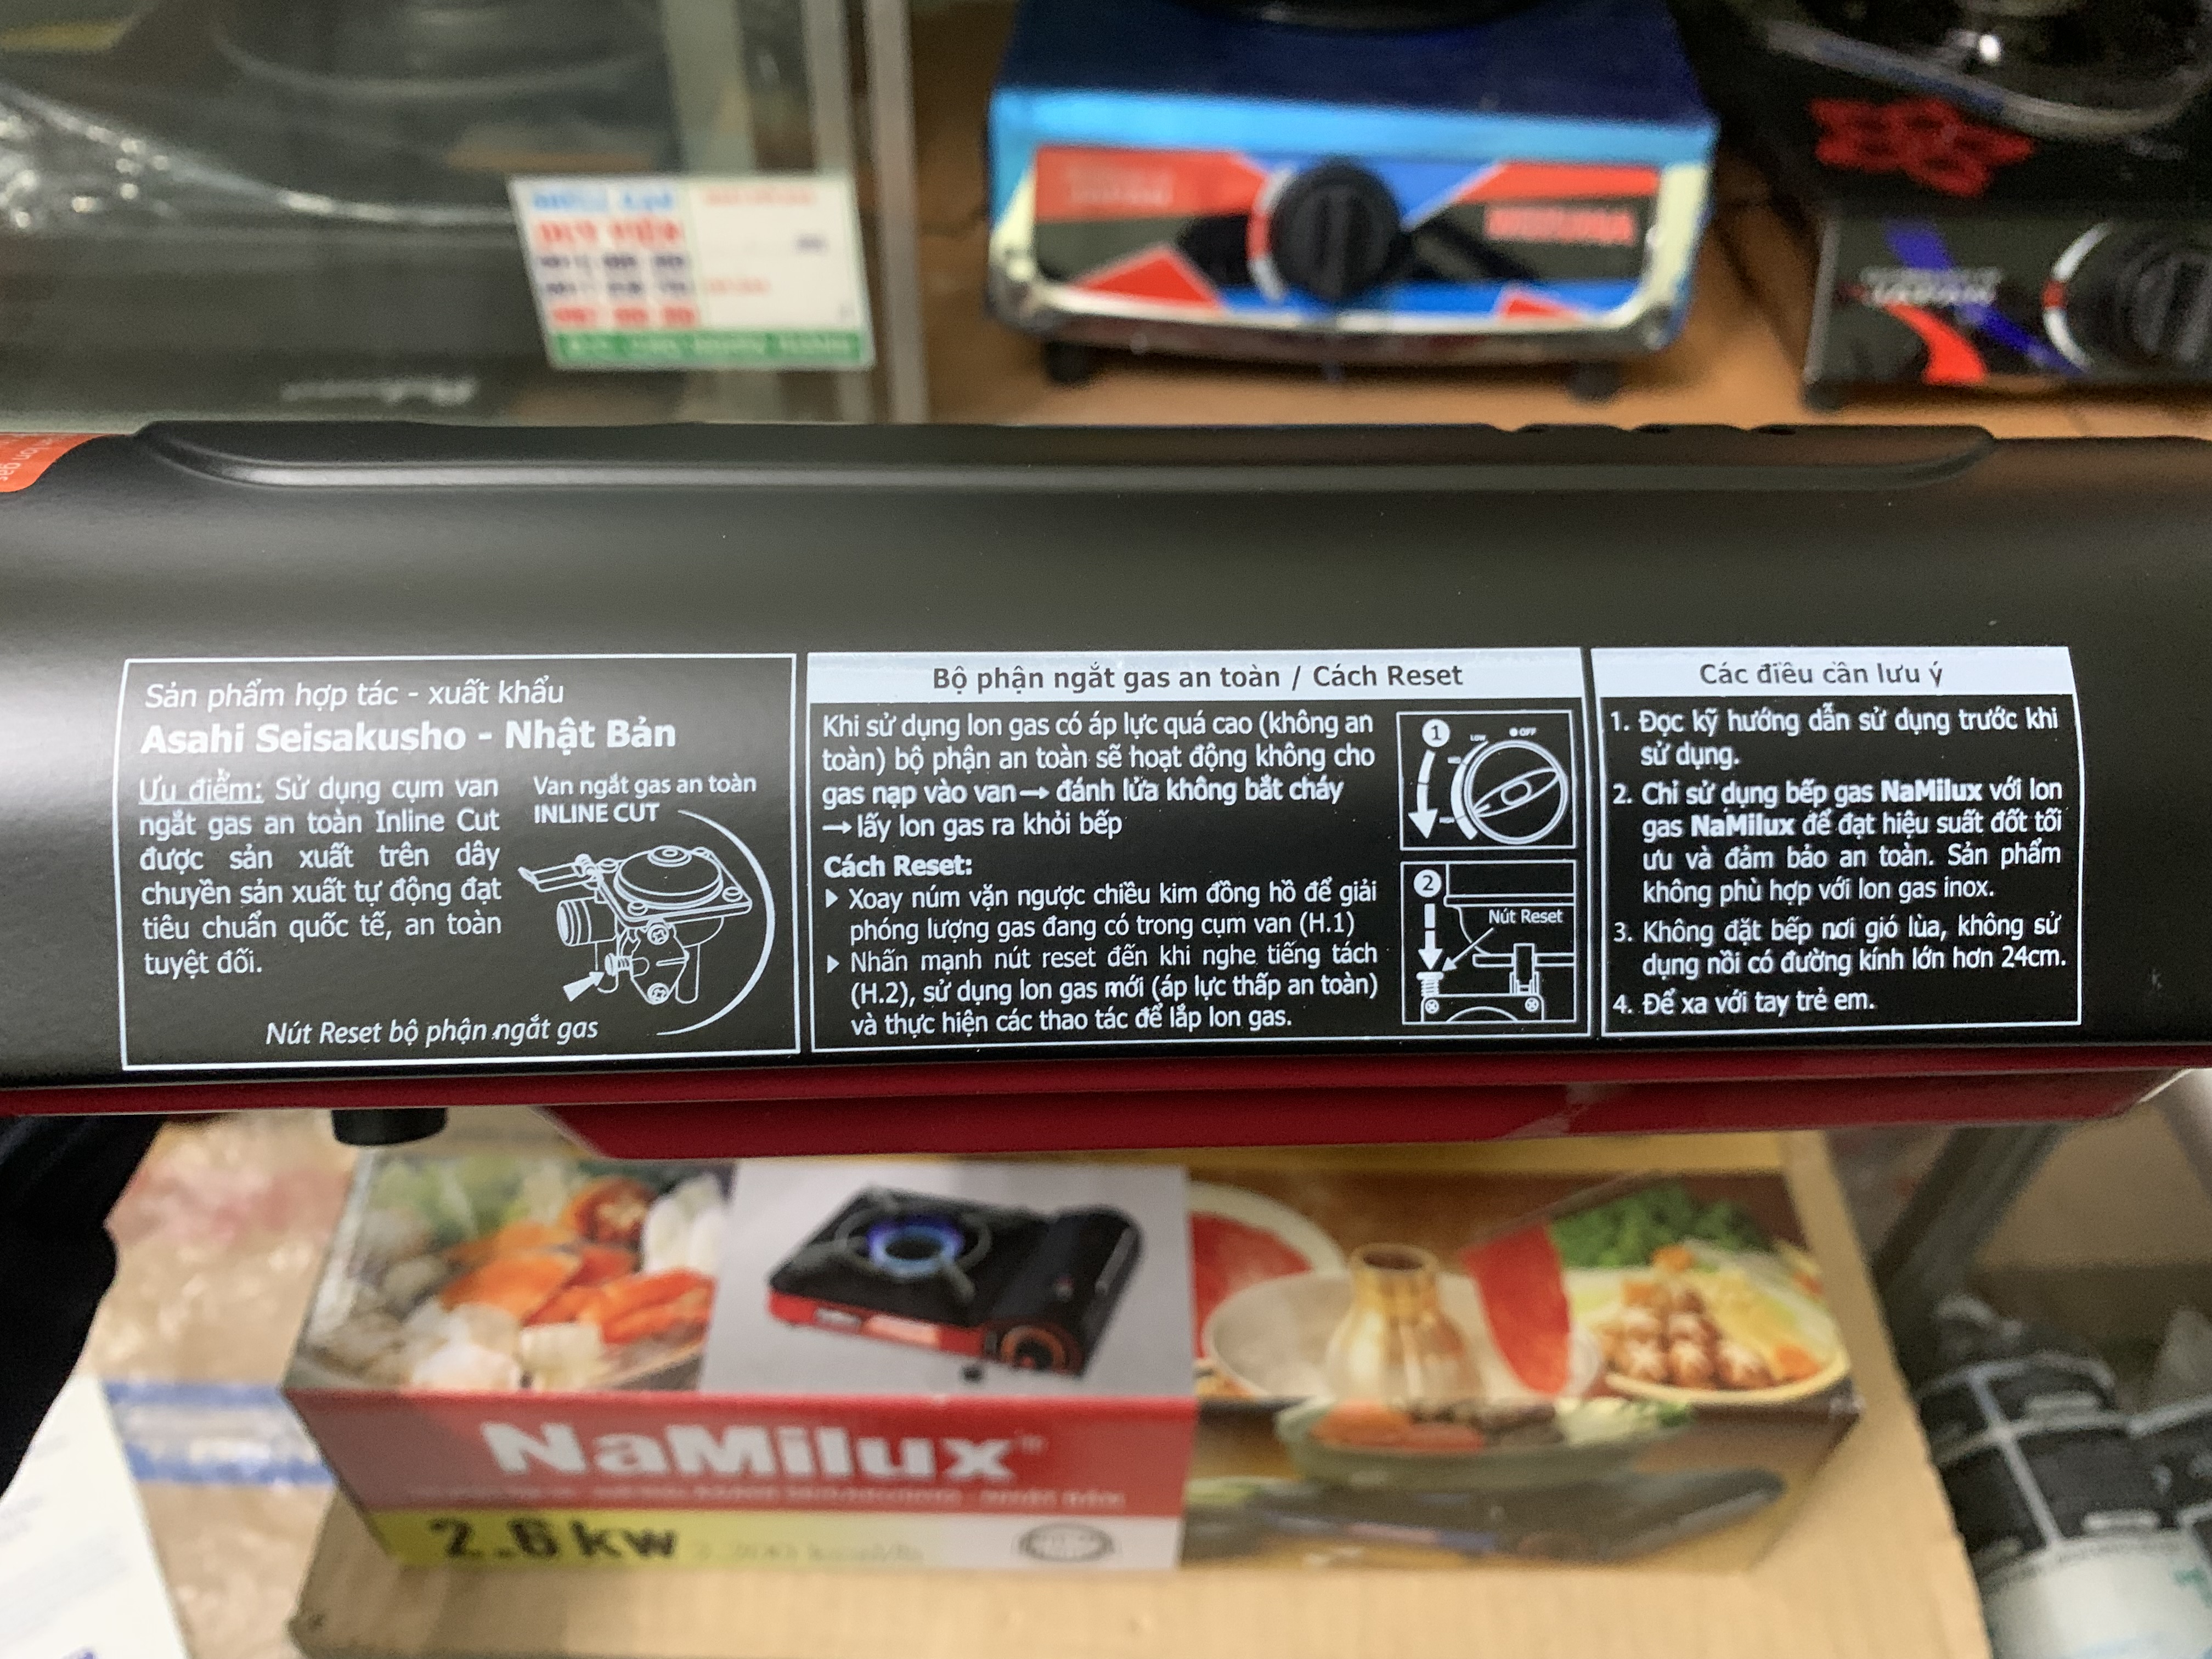 DUY VIÊN
JAPAN
Sản phẩm hợp tác - xuất khẩu
Asahi Seisakusho - Nhật Bản
Ưu điểm: Sử dụng cụm van
ngắt gas an toàn Inline Cut
được sản xuất trên dây
chuyền sản xuất tự động đạt
tiêu chuẩn quốc tế, an toàn
tuyệt đối.
Van ngắt gas an toàn
INLINE CUT
Nút Reset bộ phận ngắt gas
Bộ phận ngắt gas an toàn / Cách Reset
Khi sử dụng lon gas có áp lực quá cao (không an
toàn) bộ phận an toàn sẽ hoạt động không cho
gas nạp vào van→ đánh lửa không bắt cháy
→ lấy lon gas ra khỏi bếp
Cách Reset:
▶ Xoay núm vặn ngược chiều kim đồng hồ để giải
phóng lượng gas đang có trong cụm van (H.1)
▶ Nhấn mạnh nút reset đến khi nghe tiếng tách
(H.2), sử dụng lon gas mới (áp lực thấp an toàn)
và thực hiện các thao tác để lắp lon gas.
1
LOW
OFF
2
Nút Reset
Các điều cần lưu ý
1. Đọc kỹ hướng dẫn sử dụng trước khi
sử dụng.
2. Chỉ sử dụng bếp gas NaMilux với lon
gas NaMilux để đạt hiệu suất đốt tối
ưu và đảm bảo an toàn. Sản phẩm
không phù hợp với lon gas inox.
3. Không đặt bếp nơi gió lùa, không sử
dụng nồi có đường kính lớn hơn 24cm.
4. Để xa với tay trẻ em.
NaMilux
2.6 kw